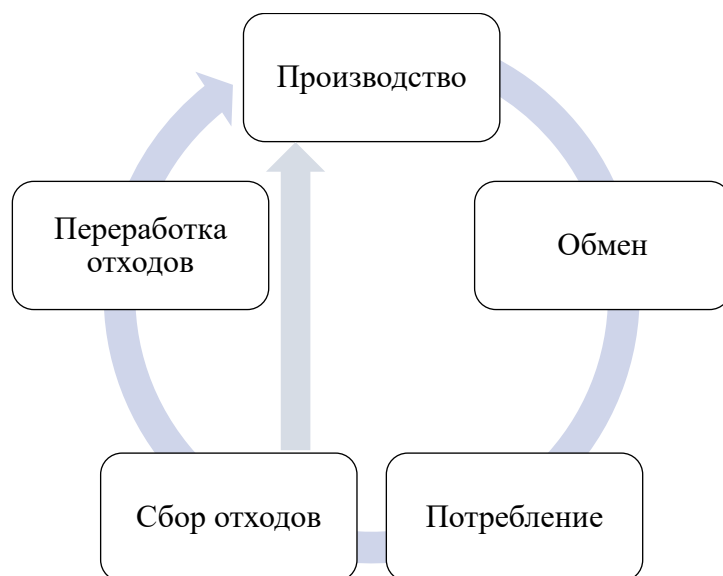 Производство
Обмен
Потребление
Сбор отходов
Переработка
отходов